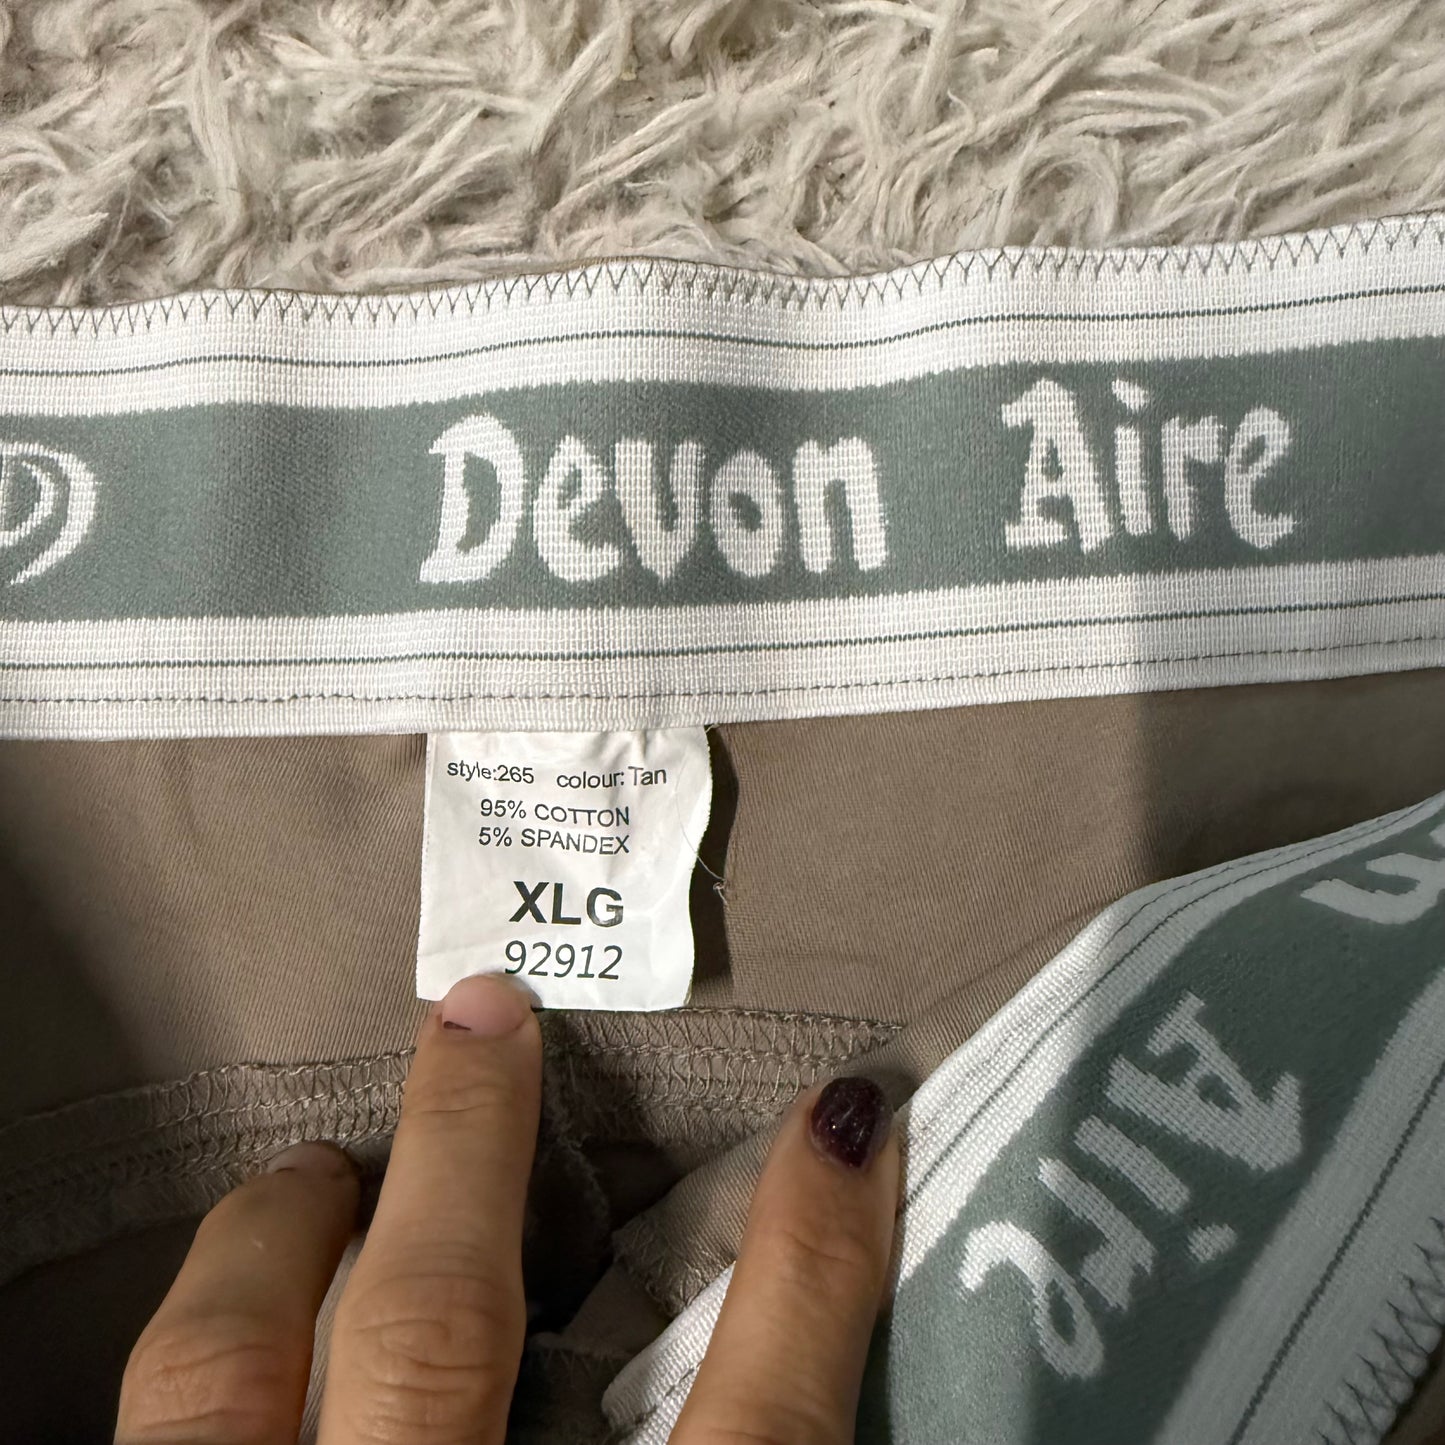 Devon Aire
style:265 colour: Tan
95% COTTON
5% SPANDEX
XLG
92912
Aire